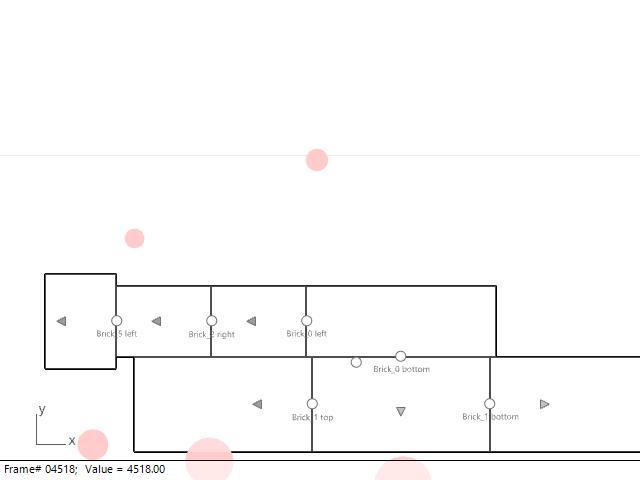 Brick_5 left
Brick_2 right
Brick_0 left
Brick_0 bottom
Brick_1 top
Brick_1 bottom
y
x
Frame# 04518; Value = 4518.00